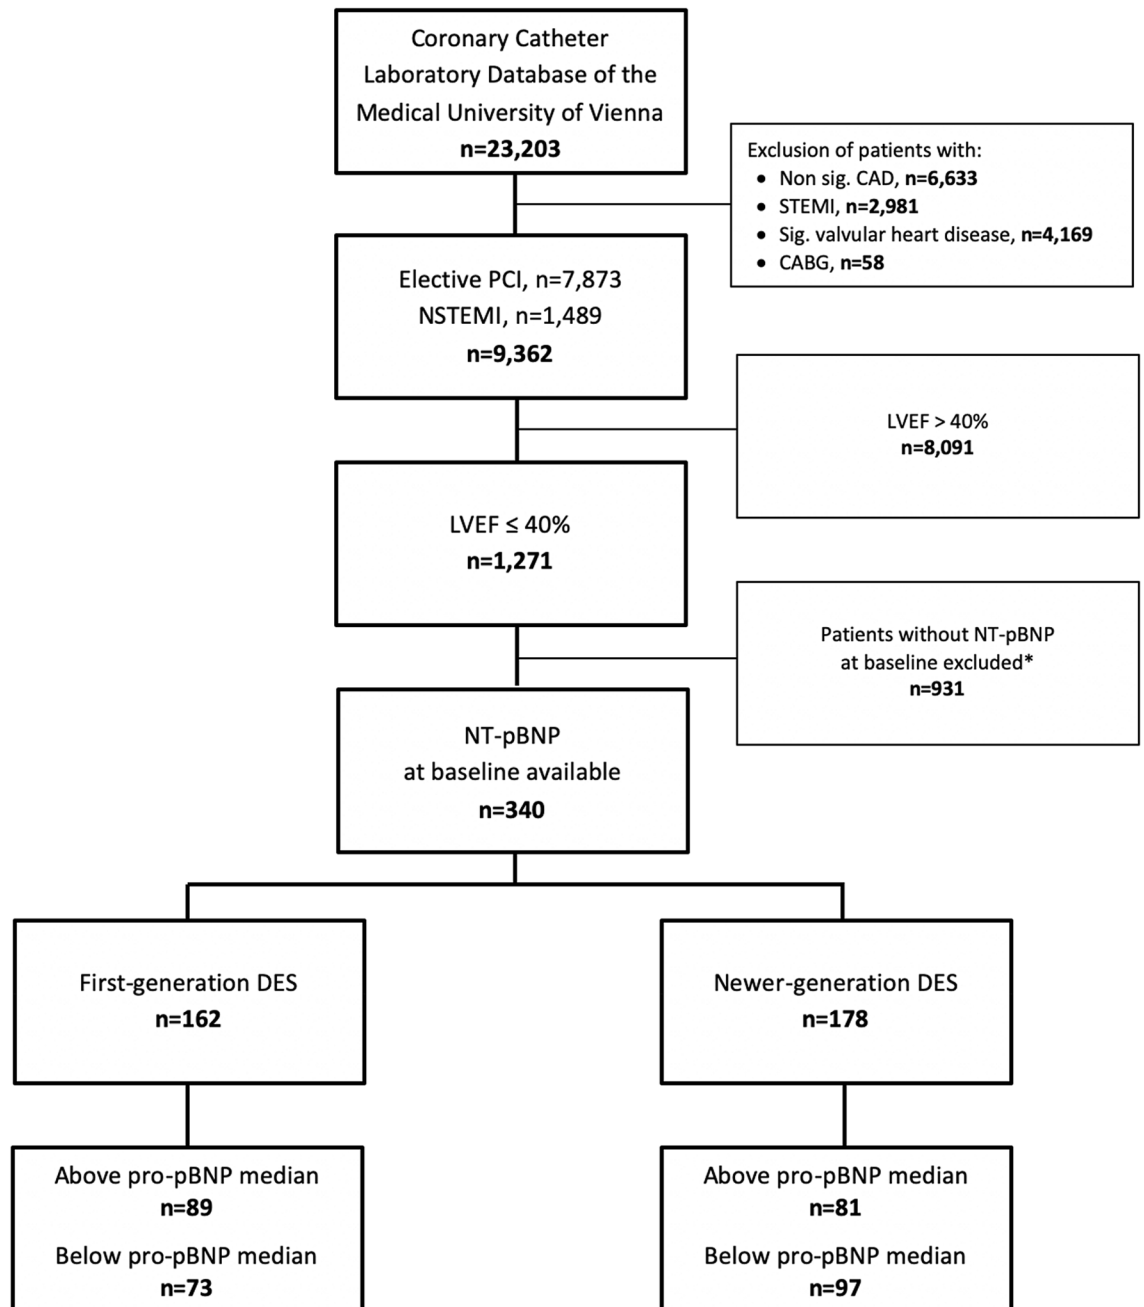 Coronary Catheter
Laboratory Database of the
Medical University of Vienna
n=23,203
Exclusion of patients with:
• Non sig. CAD, n=6,633
• STEMI, n=2,981
• Sig. valvular heart disease, n=4,169
• CABG, n=58
Elective PCI, n=7,873
NSTEMI, n=1,489
n=9,362
LVEF > 40%
n=8,091
LVEF ≤ 40%
n=1,271
Patients without NT-pBNP
at baseline excluded*
n=931
NT-pBNP
at baseline available
n=340
First-generation DES
n=162
Newer-generation DES
n=178
Above pro-pBNP median
n=89
Below pro-pBNP median
n=73
Above pro-pBNP median
n=81
Below pro-pBNP median
n=97